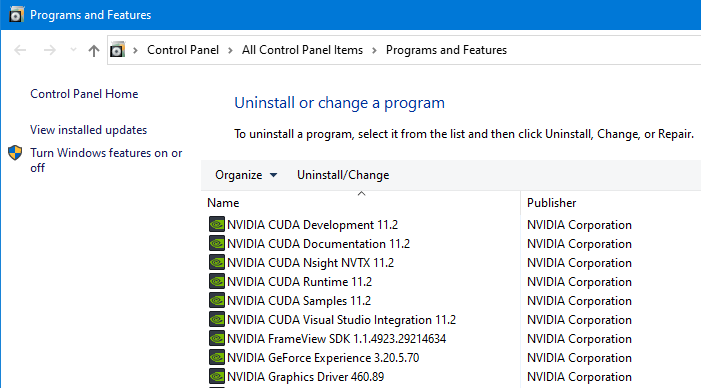 Programs and Features
Control Panel > All Control Panel Items > Programs and Features
Control Panel Home
View installed updates
Turn Windows features on or
off
Uninstall or change a program
To uninstall a program, select it from the list and then click Uninstall, Change, or Repair.
Organize Uninstall/Change
Name Publisher
NVIDIA CUDA Development 11.2 NVIDIA Corporation
NVIDIA CUDA Documentation 11.2 NVIDIA Corporation
NVIDIA CUDA Nsight NVTX 11.2 NVIDIA Corporation
NVIDIA CUDA Runtime 11.2 NVIDIA Corporation
NVIDIA CUDA Samples 11.2 NVIDIA Corporation
NVIDIA CUDA Visual Studio Integration 11.2 NVIDIA Corporation
NVIDIA FrameView SDK 1.1.4923.29214634 NVIDIA Corporation
NVIDIA GeForce Experience 3.20.5.70 NVIDIA Corporation
NVIDIA Graphics Driver 460.89 NVIDIA Corporation